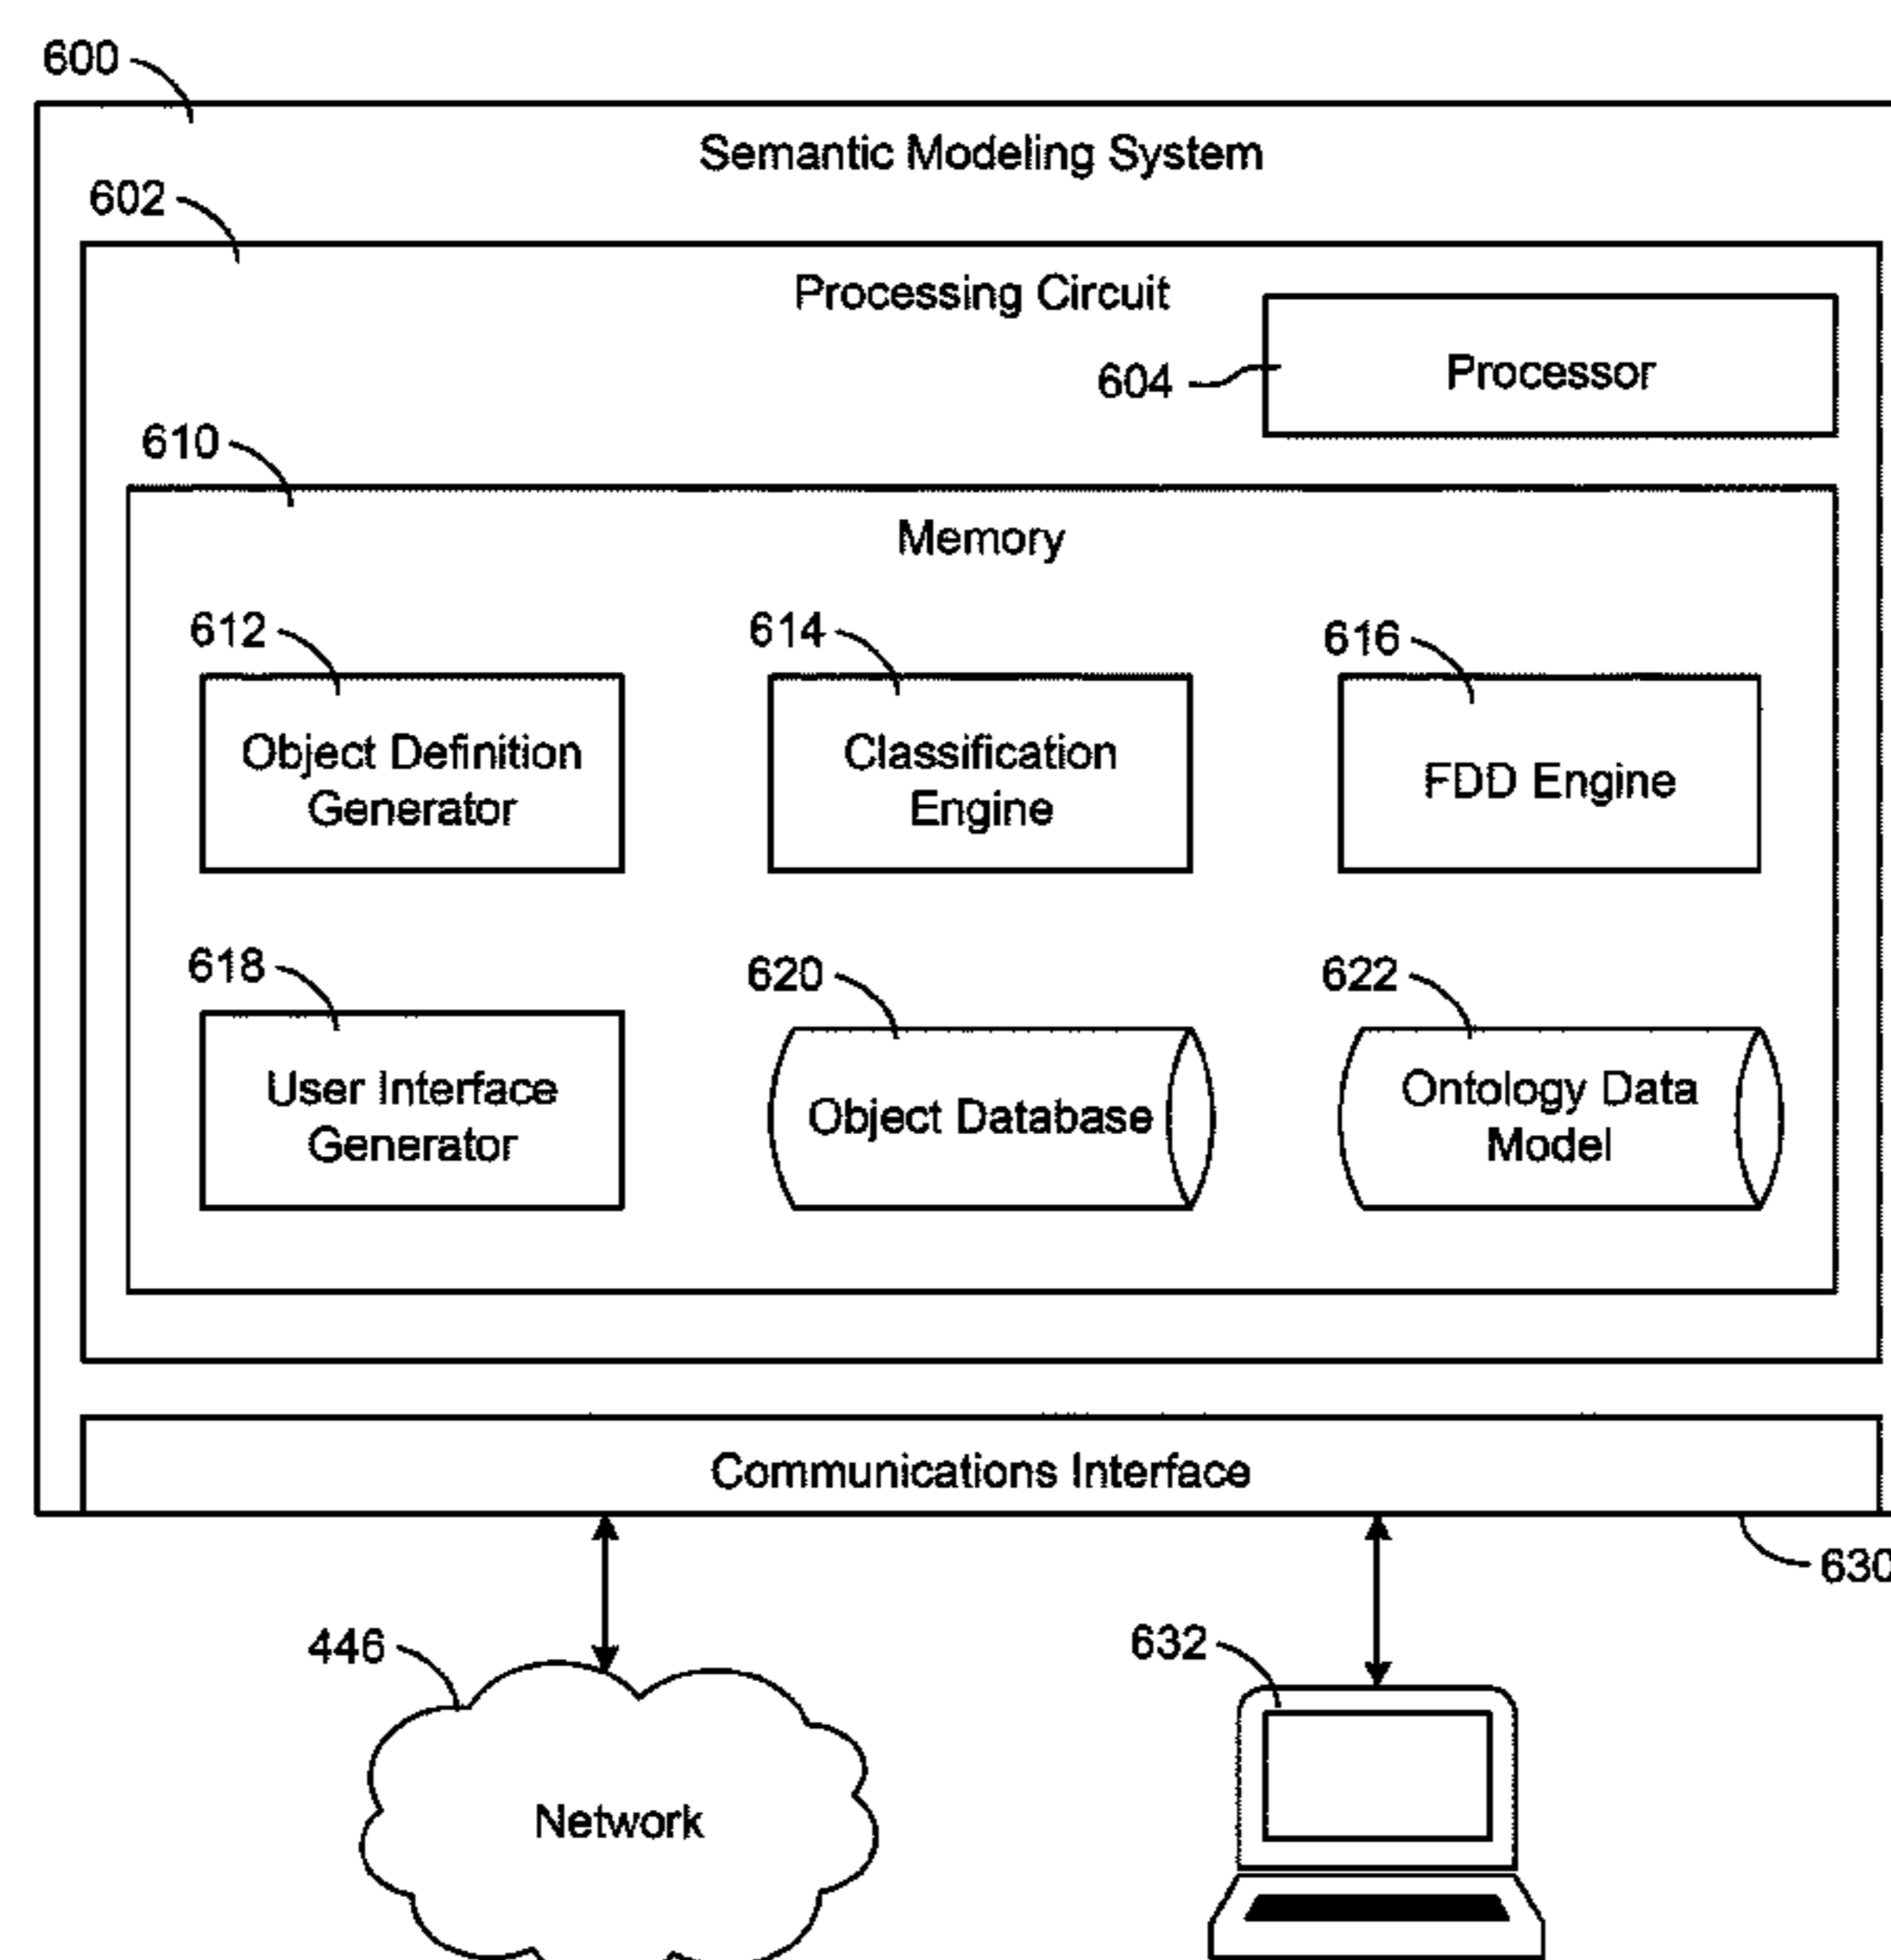 600
Semantic Modeling System
602
Processing Circuit
604
Processor
610
Memory
612
614
616
Object Definition
Generator
Classification
Engine
FDD Engine
618
620
622
User Interface
Generator
Object Database
Ontology Data
Model
Communications Interface
630
446
632
Network